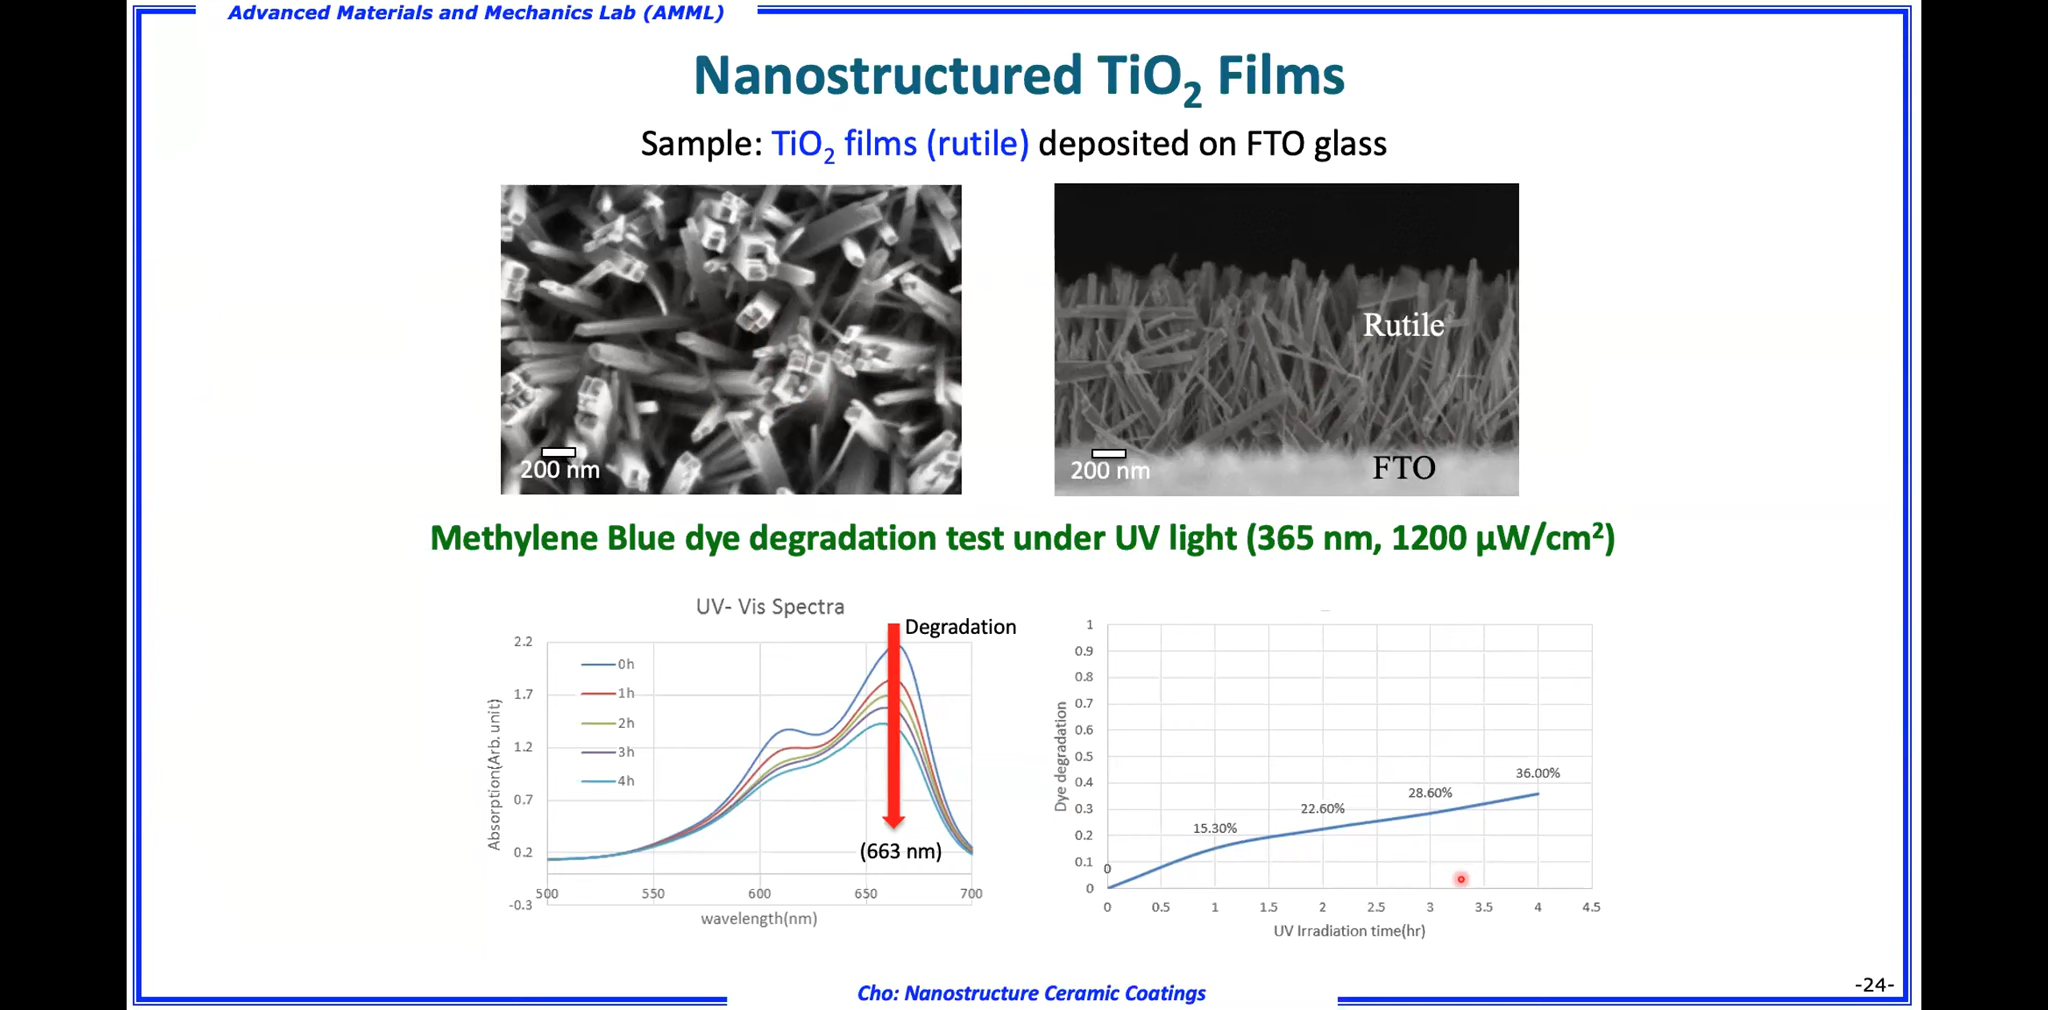 Advanced Materials and Mechanics Lab (AMML)
Nanostructured TiO2 Films
Sample: TiO2 films (rutile) deposited on FTO glass
200 nm
Rutile
200 nm
FTO
Methylene Blue dye degradation test under UV light (365 nm, 1200 µW/cm²)
UV- Vis Spectra
Degradation
2.2
1.7
1.2
0.7
0.2
-0.3
Absorption(Arb. unit)
0h
1h
2h
3h
4h
(663 nm)
500 550 600 650 700
wavelength(nm)
1
0.9
0.8
0.7
0.6
0.5
0.4
0.3
0.2
0.1
0
Dye degradation
0
15.30%
22.60%
28.60%
36.00%
0 0.5 1 1.5 2 2.5 3 3.5 4 4.5
UV Irradiation time(hr)
Cho: Nanostructure Ceramic Coatings
-24-